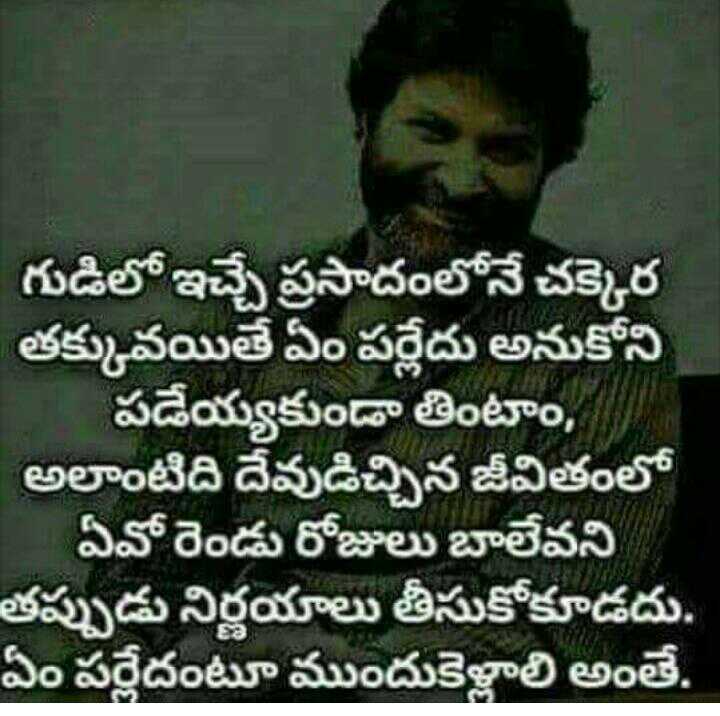 గుడిలో ఇచ్చే ప్రసాదంలోనే చక్కెర
తక్కువయితే ఏం పర్లేదు అనుకోని
పడేయ్యకుండా తింటాం,
అలాంటిది దేవుడిచ్చిన జీవితంలో
ఏవో రెండు రోజులు బాలేవని
తప్పుడు నిర్ణయాలు తీసుకోకూడదు.
ఏం పర్లేదంటూ ముందుకెళ్లాలి అంతే.